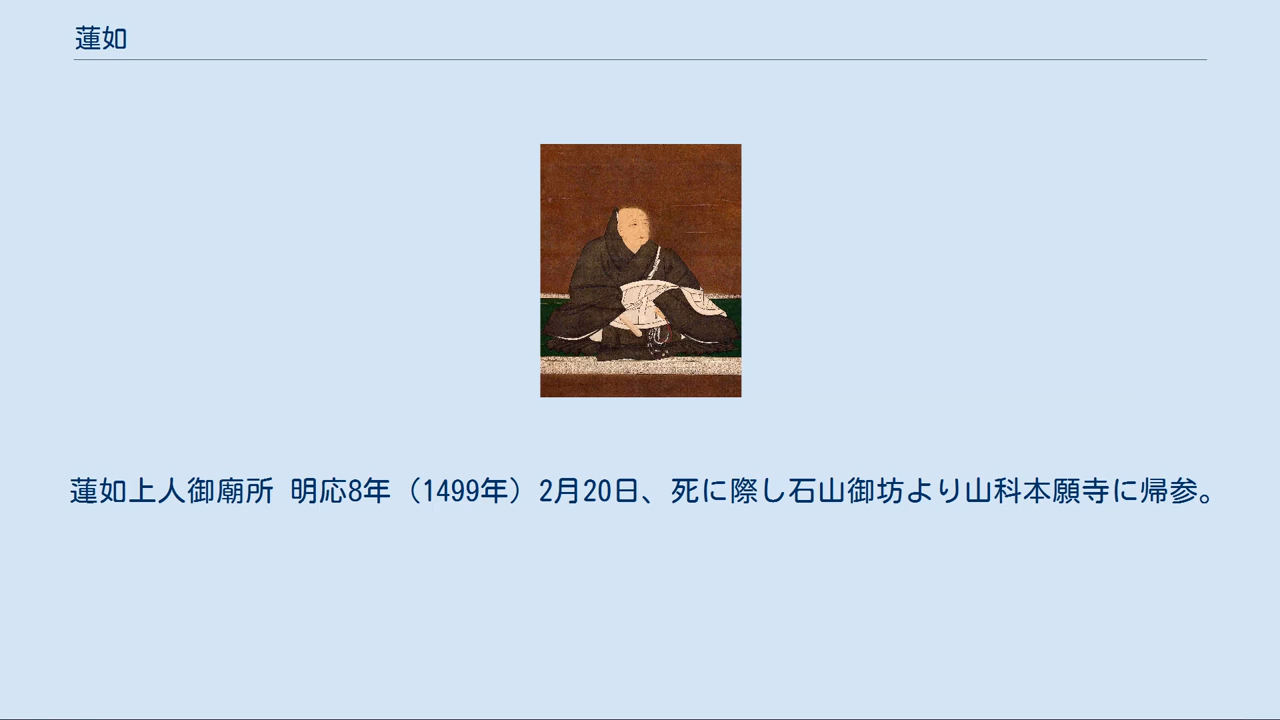 蓮如
蓮如上人御廟所 明応8年（1499年）2月20日、死に際し石山御坊より山科本願寺に帰参。